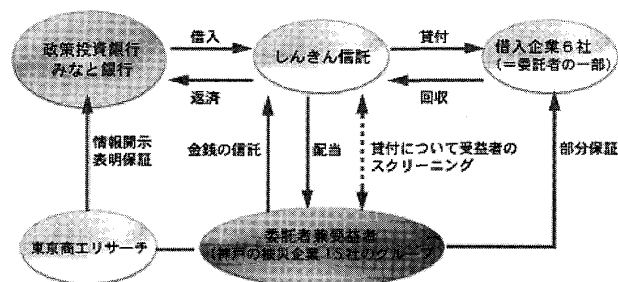 政策投資銀行
みなと銀行
借入
返済
しんきん信託
貸付
回収
借入企業6社
(=委託者の一部)
情報開示
表明保証
金銭の信託
配当
貸付について受益者の
スクリーニング
部分保証
東京商工リサーチ
委託者兼受益者
(神戸の被災企業15社のグループ)